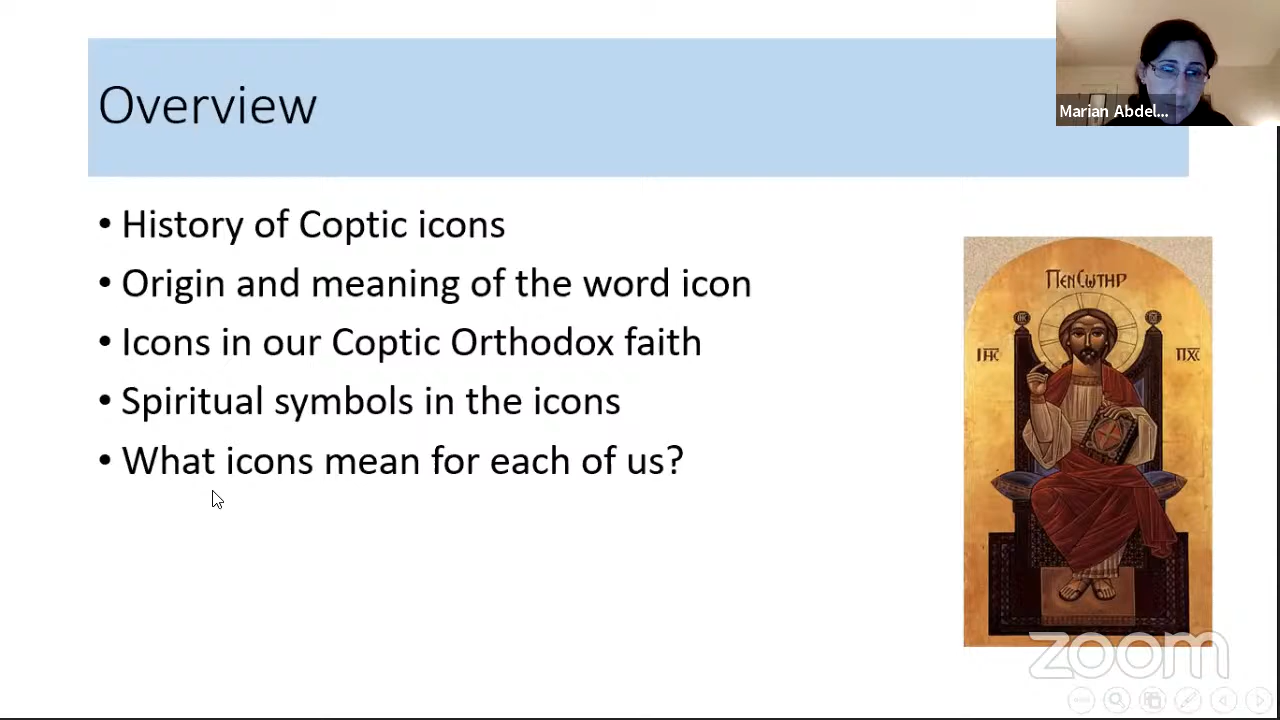 Overview
Marian Abdel...
• History of Coptic icons
• Origin and meaning of the word icon
• Icons in our Coptic Orthodox faith
• Spiritual symbols in the icons
• What icons mean for each of us?
ⲠⲉⲛⲤⲱⲧⲏⲣ
ⲒⲎⲤ ⲠⲬⲤ
zoom